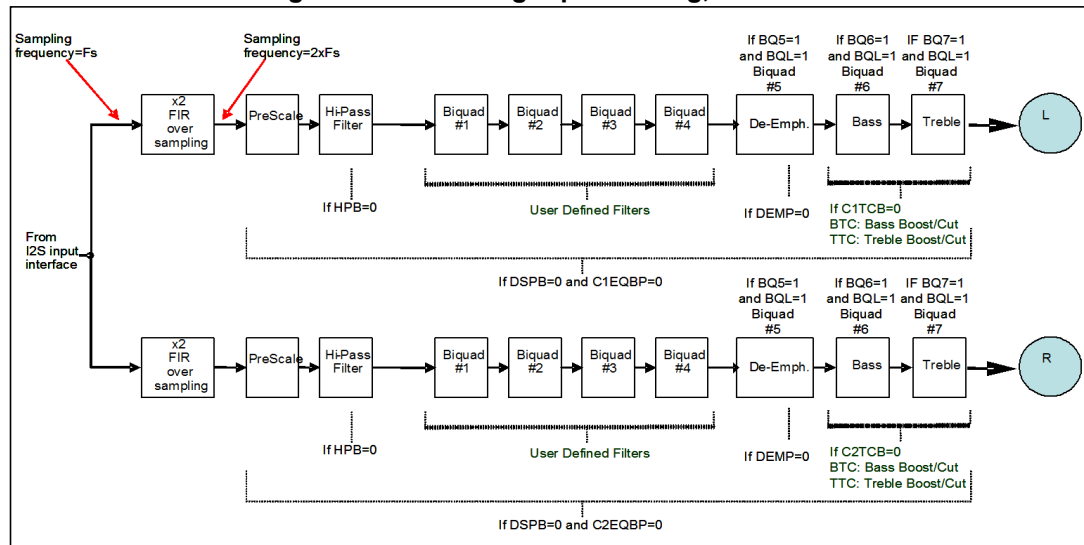 Sampling
frequency=Fs
Sampling
frequency=2xFs
If BQ5=1
and BQL=1
Biquad
#5
If BQ6=1
and BQL=1
Biquad
#6
IF BQ7=1
and BQL=1
Biquad
#7
x2
FIR
over
sampling
PreScale
Hi-Pass
Filter
Biquad
#1
Biquad
#2
Biquad
#3
Biquad
#4
De-Emph.
Bass
Treble
L
If HPB=0
User Defined Filters
If DEMP=0
If C1TCB=0
BTC: Bass Boost/Cut
TTC: Treble Boost/Cut
From
I2S input
interface
If DSPB=0 and C1EQBP=0
If BQ5=1
and BQL=1
Biquad
#5
If BQ6=1
and BQL=1
Biquad
#6
IF BQ7=1
and BQL=1
Biquad
#7
x2
FIR
over
sampling
PreScale
Hi-Pass
Filter
Biquad
#1
Biquad
#2
Biquad
#3
Biquad
#4
De-Emph.
Bass
Treble
R
If HPB=0
User Defined Filters
If DEMP=0
If C2TCB=0
BTC: Bass Boost/Cut
TTC: Treble Boost/Cut
If DSPB=0 and C2EQBP=0